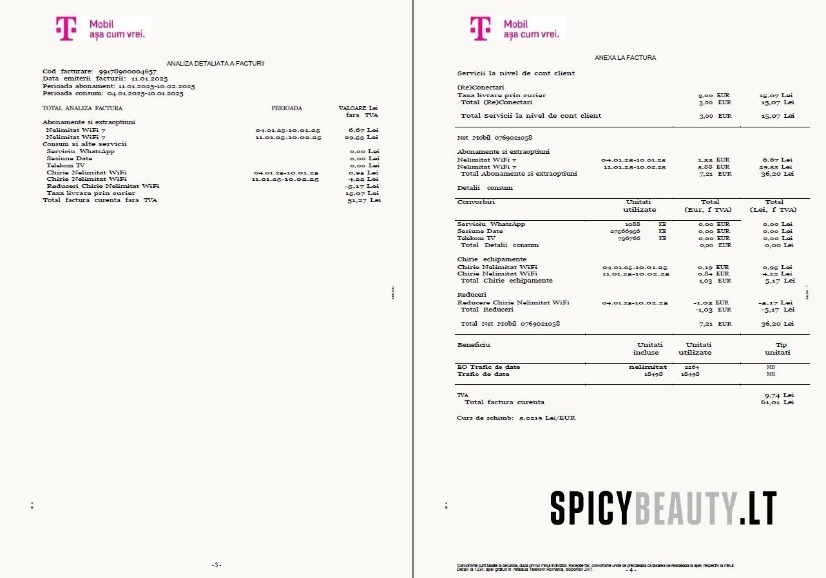 Mobil
așa cum vrei.
ANALIZA DETALIATA A FACTURII
Cod facturare: 99178900004657
Data emiterii facturii: 11.01.2025
Perioada abonament: 11.01.2025-10.02.2025
Perioada consum: 04.01.2025-10.01.2025
TOTAL ANALIZA FACTURA PERIOADA VALOARE Lei
fara TVA
Abonamente si extraoptiuni
Nelimitat WiFi 7 04.01.25-10.01.25 6,67 Lei
Nelimitat WiFi 7 11.01.25-10.02.25 29,53 Lei
Consum si alte servicii
Serviciu WhatsApp 0,00 Lei
Sesiune Date 0,00 Lei
Telekom TV 0,00 Lei
Chirie Nelimitat WiFi 04.01.25-10.01.25 0,95 Lei
Chirie Nelimitat WiFi 11.01.25-10.02.25 4,22 Lei
Reduceri Chirie Nelimitat WiFi -5,17 Lei
Taxa livrare prin curier 15,07 Lei
Total factura curenta fara TVA 51,27 Lei
- 3 -
Mobil
așa cum vrei.
ANEXA LA FACTURA
Servicii la nivel de cont client
(Re)Conectari
Taxa livrare prin curier 3,00 EUR 15,07 Lei
Total (Re)Conectari 3,00 EUR 15,07 Lei
Total Servicii la nivel de cont client 3,00 EUR 15,07 Lei
Net Mobil 0769021058
Abonamente si extraoptiuni
Nelimitat WiFi 7 04.01.25-10.01.25 1,33 EUR 6,67 Lei
Nelimitat WiFi 7 11.01.25-10.02.25 5,88 EUR 29,53 Lei
Total Abonamente si extraoptiuni 7,21 EUR 36,20 Lei
Detalii consum
Convorbiri Unitati Total Total
utilizate (Eur, f TVA) (Lei, f TVA)
Serviciu WhatsApp 1088 KB 0,00 EUR 0,00 Lei
Sesiune Date KB 0,00 EUR 0,00 Lei
Telekom TV 796766 KB 0,00 EUR 0,00 Lei
Total Detalii consum 0,00 EUR 0,00 Lei
Chirie echipamente
Chirie Nelimitat WiFi 04.01.25-10.01.25 0,19 EUR 0,95 Lei
Chirie Nelimitat WiFi 11.01.25-10.02.25 0,84 EUR 4,22 Lei
Total Chirie echipamente 1,03 EUR 5,17 Lei
Reduceri
Reducere Chirie Nelimitat WiFi 04.01.25-10.02.25 -1,03 EUR -5,17 Lei
Total Reduceri -1,03 EUR -5,17 Lei
Total Net Mobil 0769021058 7,21 EUR 36,20 Lei
Beneficiu Unitati Unitati Tip
incluse utilizate unitati
EO Trafic de date nelimitat 2264 MB
Trafic de date 18498 18498 MB
TVA 9,74 Lei
Total factura curenta 61,01 Lei
Curs de schimb: 5.0219 Lei/EUR
SPICYBEAUTY.LT
- 4 -